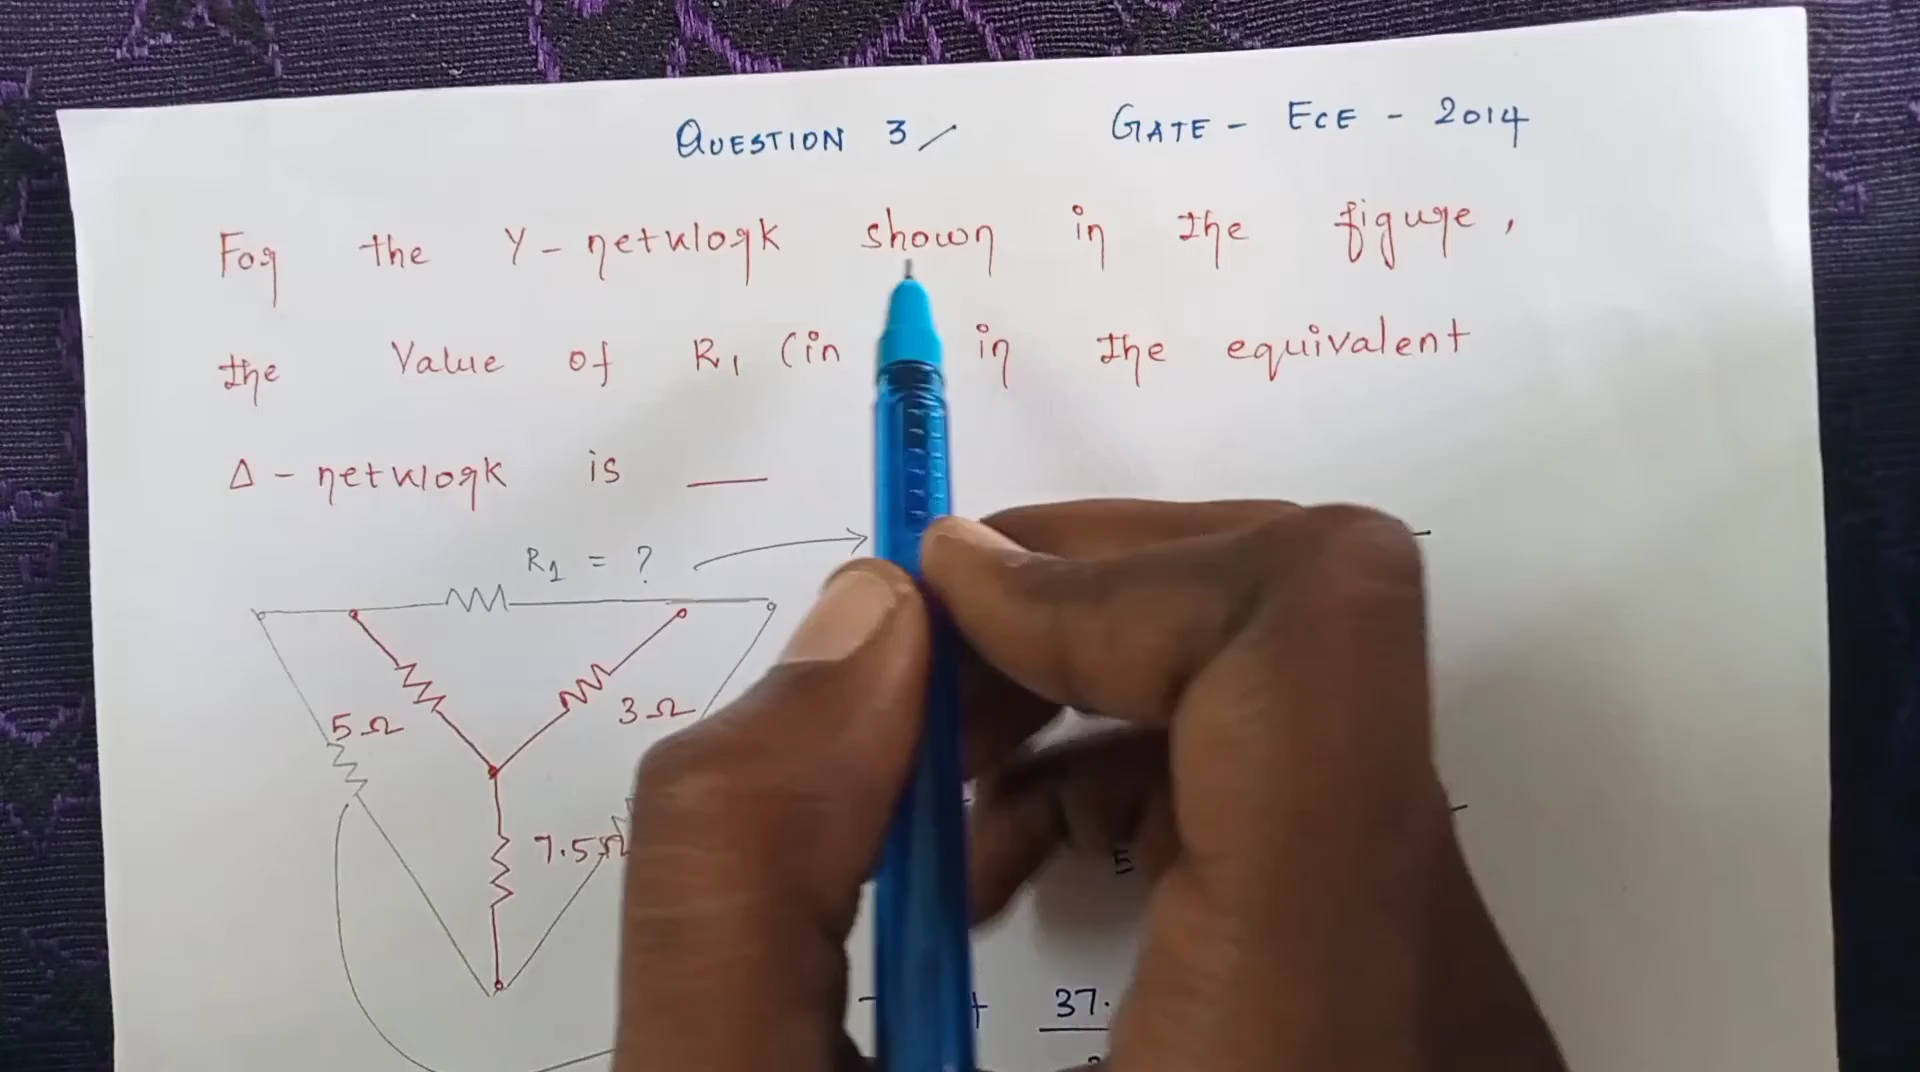 QUESTION 3/ GATE - ECE - 2014
For the Y-network shown in the figure,
the Value of R1 (in in the equivalent
Δ-network is ___
R1 = ?
5Ω
3Ω
7.5Ω
5
+ 37.